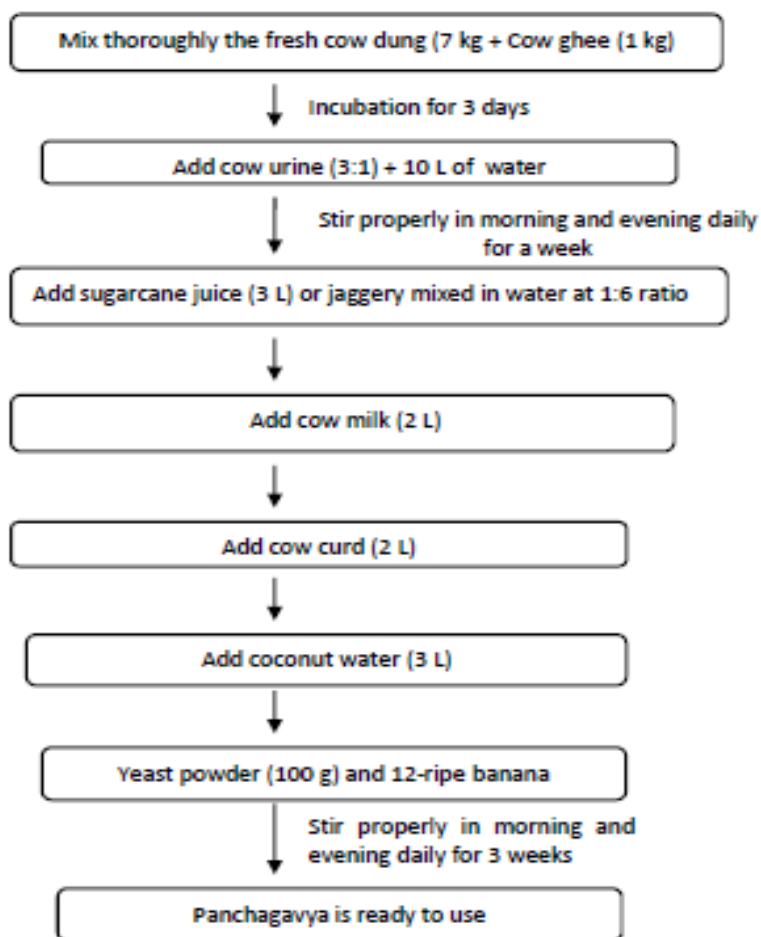 Mix thoroughly the fresh cow dung (7 kg + Cow ghee (1 kg)
Incubation for 3 days
Add cow urine (3:1) + 10 L of water
Stir properly in morning and evening daily
for a week
Add sugarcane juice (3 L) or jaggery mixed in water at 1:6 ratio
Add cow milk (2 L)
Add cow curd (2 L)
Add coconut water (3 L)
Yeast powder (100 g) and 12-ripe banana
Stir properly in morning and
evening daily for 3 weeks
Panchagavya is ready to use